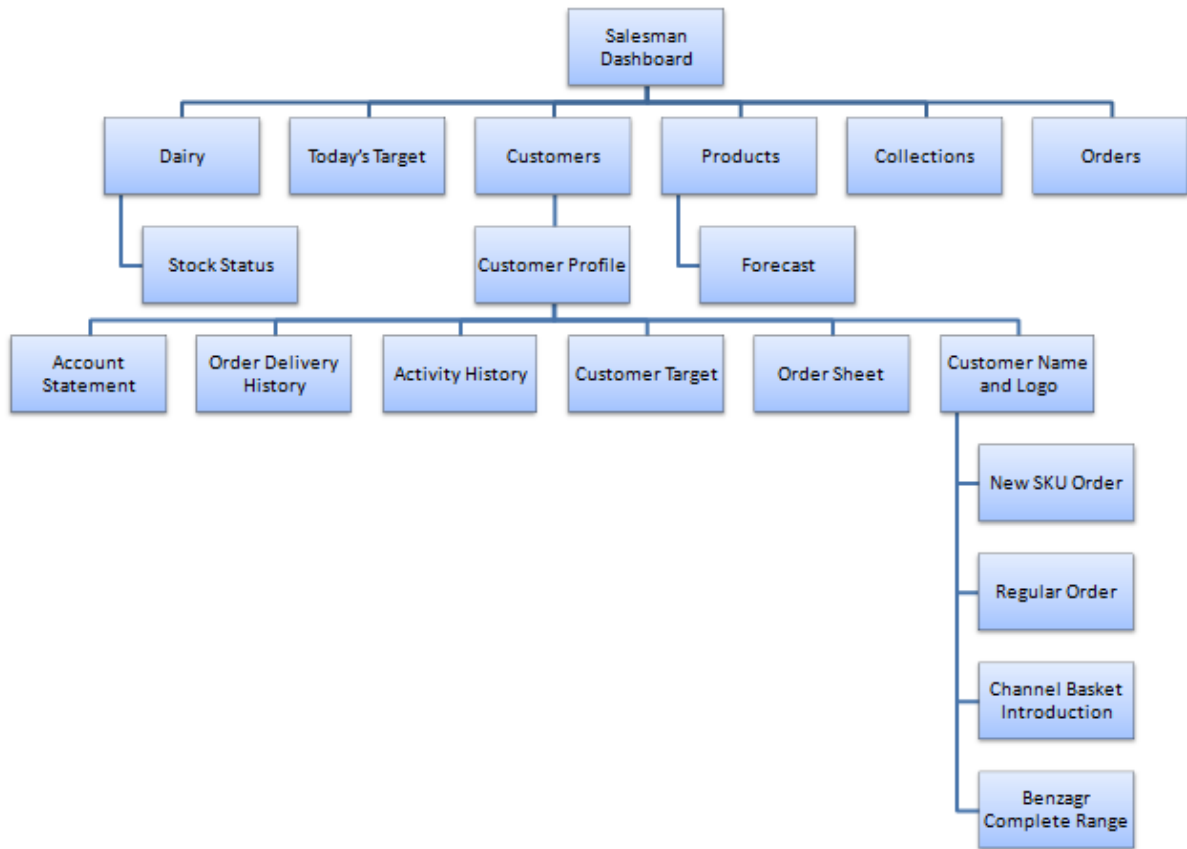 Salesman
Dashboard
Dairy
Today's Target
Customers
Products
Collections
Orders
Stock Status
Customer Profile
Forecast
Account
Statement
Order Delivery
History
Activity History
Customer Target
Order Sheet
Customer Name
and Logo
New SKU Order
Regular Order
Channel Basket
Introduction
Benzagr
Complete Range